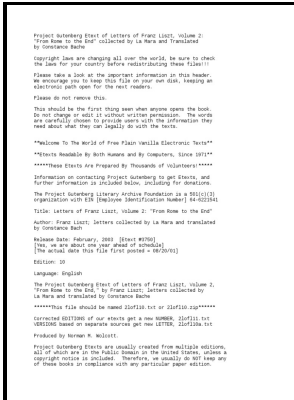 Project Gutenberg Etext of Letters of Franz Liszt, Volume 2:
"From Rome to the End" collected by La Mara and Translated
by Constance Bache
Copyright laws are changing all over the world, be sure to check
the laws for your country before redistributing these files!!!
Please take a look at the important information in this header.
We encourage you to keep this file on your own disk, keeping an
electronic path open for the next readers.
Please do not remove this.
This should be the first thing seen when anyone opens the book.
Do not change or edit it without written permission. The words
are carefully chosen to provide users with the information they
need about what they can legally do with the texts.
**Welcome To The World of Free Plain Vanilla Electronic Texts**
**Etexts Readable By Both Humans and By Computers, Since 1971**
*****These Etexts Are Prepared By Thousands of Volunteers!*****
Information on contacting Project Gutenberg to get Etexts, and
further information is included below, including for donations.
The Project Gutenberg Literary Archive Foundation is a 501(c)(3)
organization with EIN [Employee Identification Number] 64-6221541
Title: Letters of Franz Liszt, Volume 2: "From Rome to the End"
Author: Franz Liszt; letters collected by La Mara and translated
by Constance Bach
Release Date: February, 2003 [Etext #3750]
[Yes, we are about one year ahead of schedule]
[The actual date this file first posted = 08/20/01]
Edition: 10
Language: English
The Project Gutenberg Etext of Letters of Franz Liszt, Volume 2,
"From Rome to the End," by Franz Liszt; letters collected by
La Mara and translated by Constance Bache
******This file should be named 2lofl10.txt or 2lofl10.zip******
Corrected EDITIONS of our etexts get a new NUMBER, 2lofl11.txt
VERSIONS based on separate sources get new LETTER, 2lofl10a.txt
Produced by Norman M. Wolcott.
Project Gutenberg Etexts are usually created from multiple editions,
all of which are in the Public Domain in the United States, unless a
copyright notice is included. Therefore, we usually do NOT keep any
of these books in compliance with any particular paper edition.